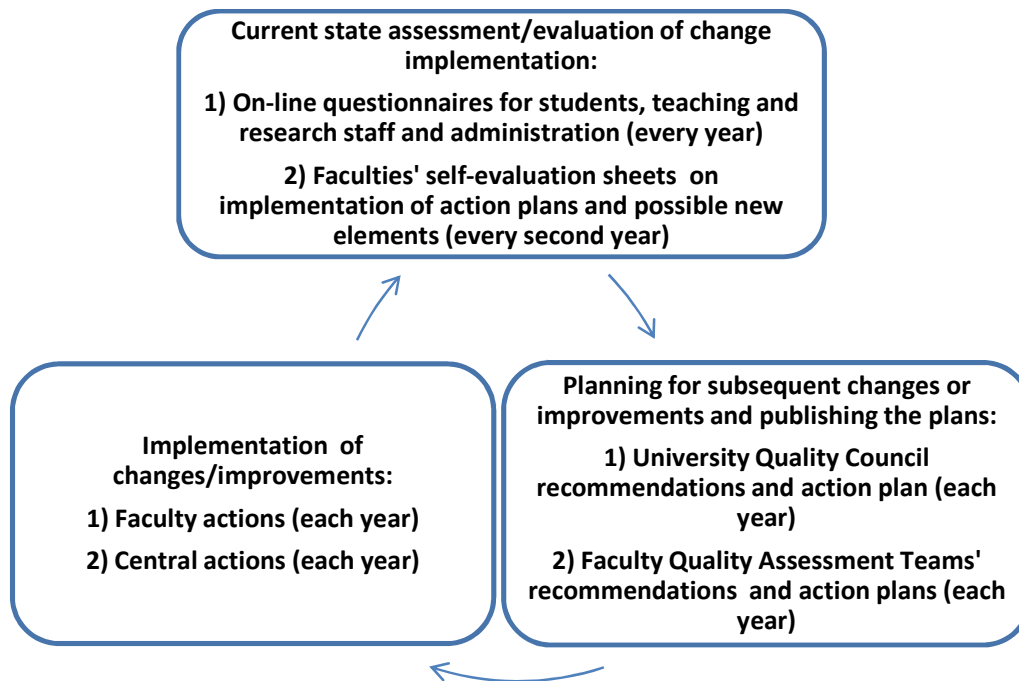 Current state assessment/evaluation of change
implementation:
1) On-line questionnaires for students, teaching and
research staff and administration (every year)
2) Faculties' self-evaluation sheets on
implementation of action plans and possible new
elements (every second year)
Planning for subsequent changes or
improvements and publishing the plans:
1) University Quality Council
recommendations and action plan (each
year)
2) Faculty Quality Assessment Teams'
recommendations and action plans (each
year)
Implementation of
changes/improvements:
1) Faculty actions (each year)
2) Central actions (each year)